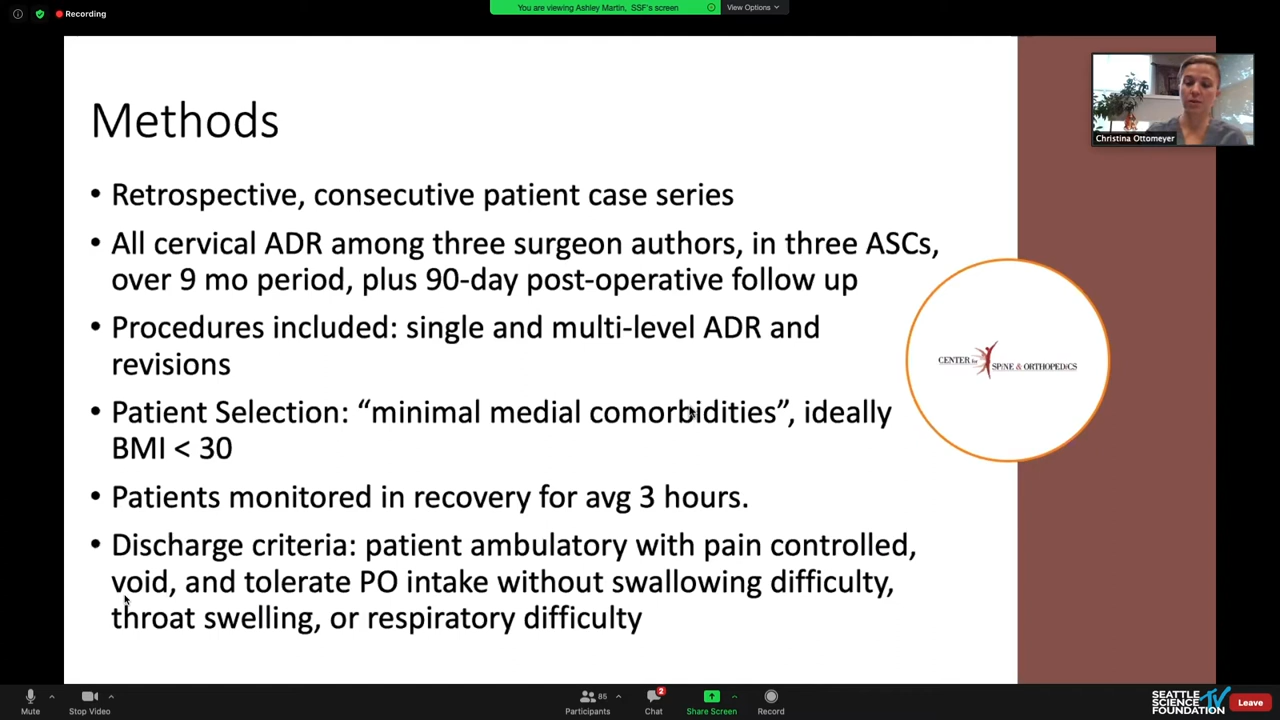 Recording
You are viewing Ashley Martin, SSF's screen
View Options
Methods
• Retrospective, consecutive patient case series
• All cervical ADR among three surgeon authors, in three ASCs,
over 9 mo period, plus 90-day post-operative follow up
• Procedures included: single and multi-level ADR and
revisions
• Patient Selection: “minimal medial comorbidities”, ideally
BMI < 30
• Patients monitored in recovery for avg 3 hours.
• Discharge criteria: patient ambulatory with pain controlled,
void, and tolerate PO intake without swallowing difficulty,
throat swelling, or respiratory difficulty
CENTER for SPINE & ORTHOPEDICS
Christina Ottomeyer
Mute
Stop Video
85
Participants
2
Chat
Share Screen
Record
SEATTLE
SCIENCE
FOUNDATION
TV
Leave